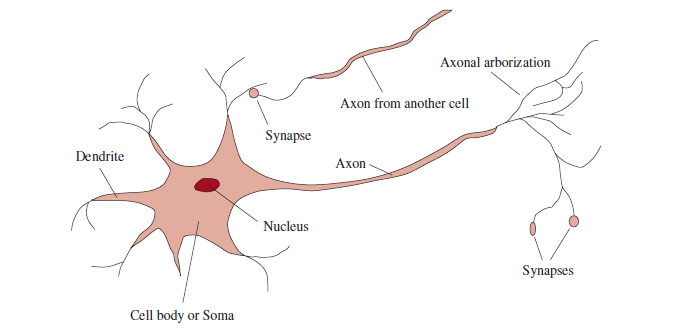 Axonal arborization
Axon from another cell
Synapse
Dendrite
Axon
Nucleus
Synapses
Cell body or Soma